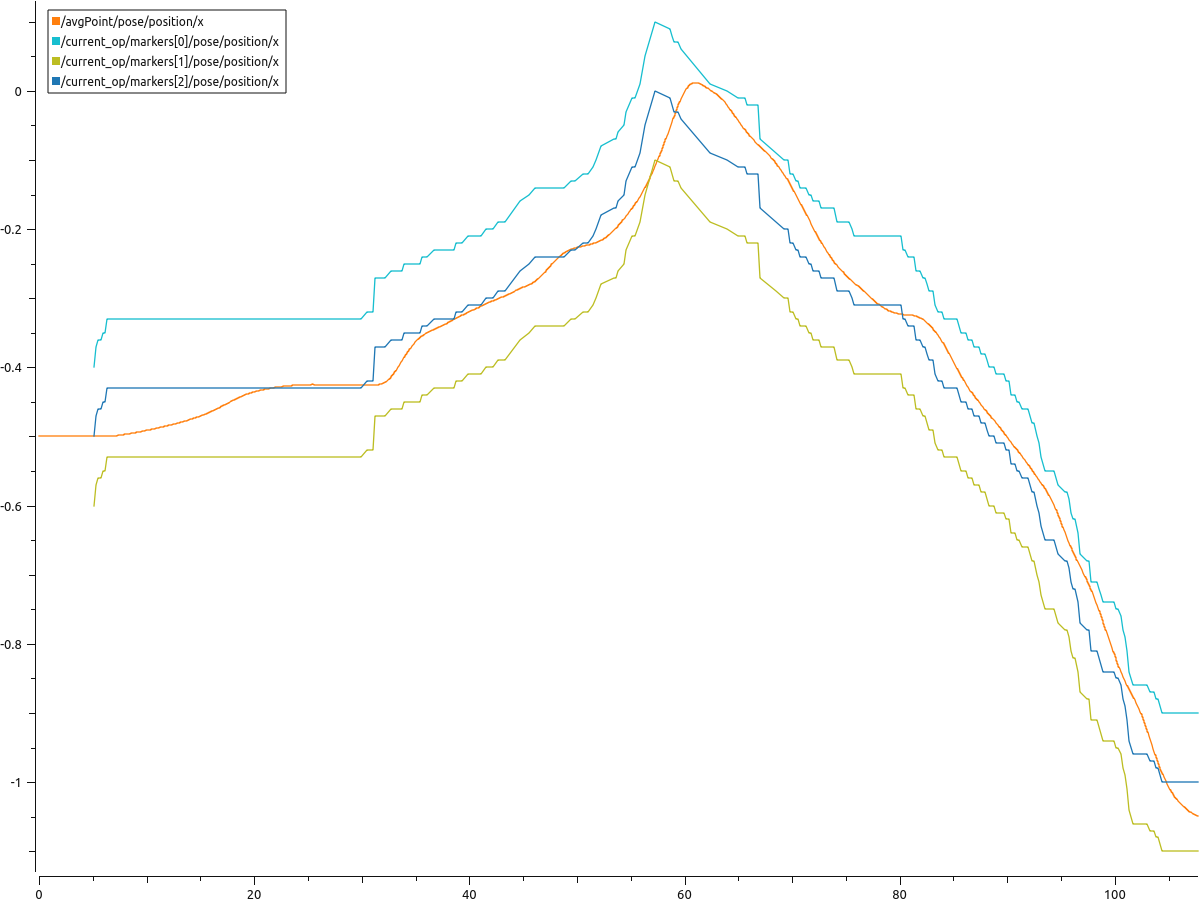 /avgPoint/pose/position/x
/current_op/markers[0]/pose/position/x
/current_op/markers[1]/pose/position/x
/current_op/markers[2]/pose/position/x
0
-0.2
-0.4
-0.6
-0.8
-1
0 20 40 60 80 100